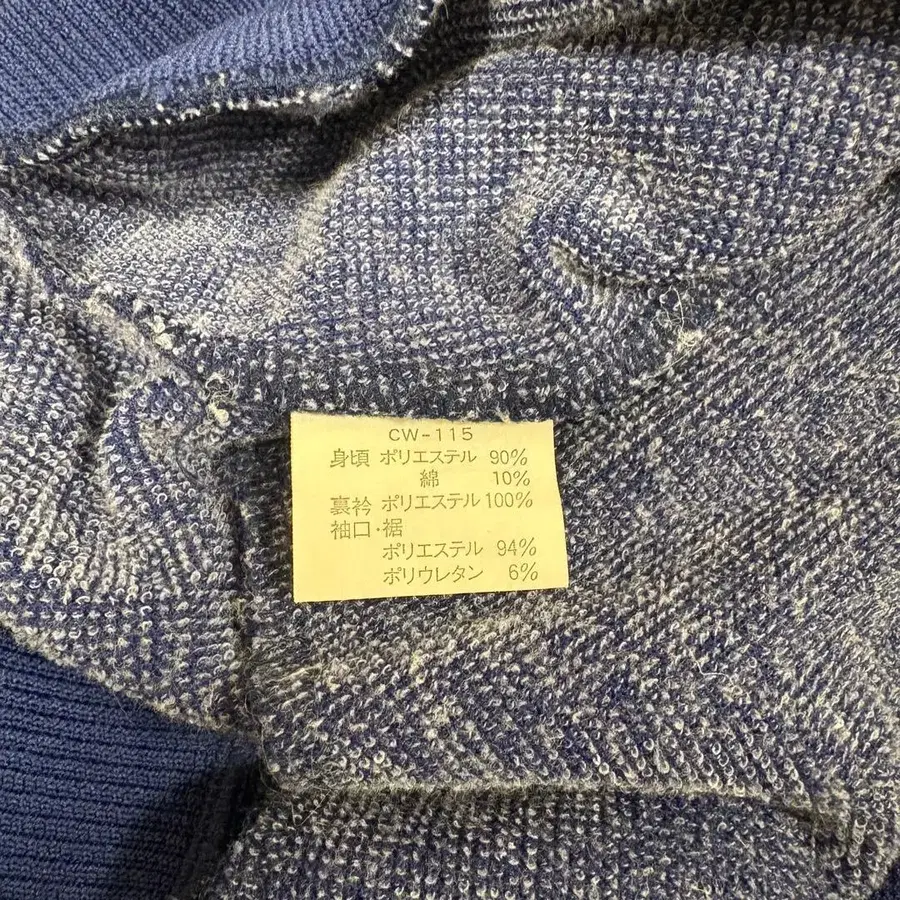 CW-115
身頃 ポリエステル 90%
綿 10%
裏衿 ポリエステル 100%
袖口・裾
ポリエステル 94%
ポリウレタン 6%